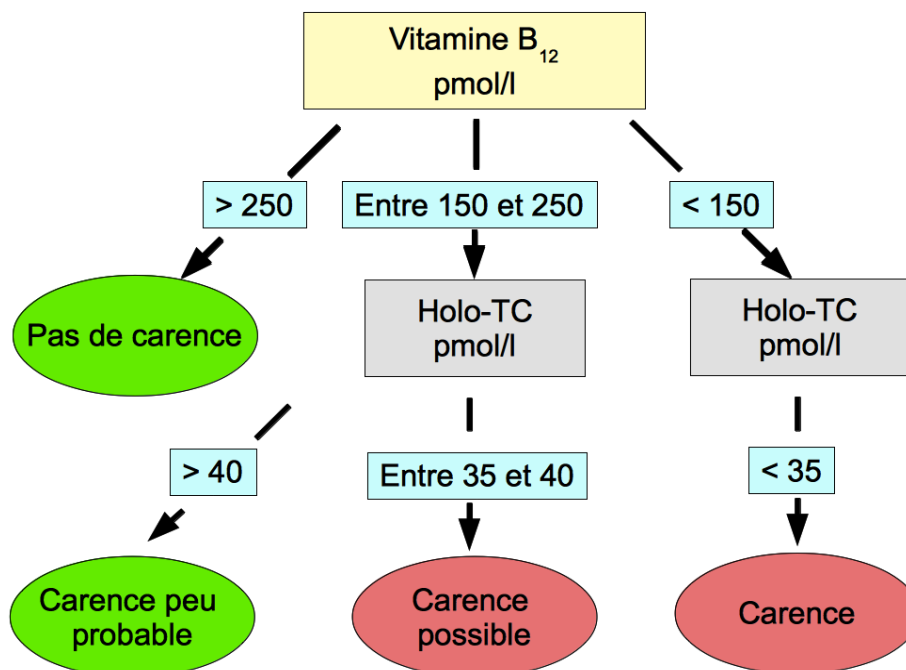 Vitamine B12
pmol/l
> 250
Entre 150 et 250
< 150
Pas de carence
Holo-TC
pmol/l
Holo-TC
pmol/l
> 40
Entre 35 et 40
< 35
Carence peu
probable
Carence
possible
Carence